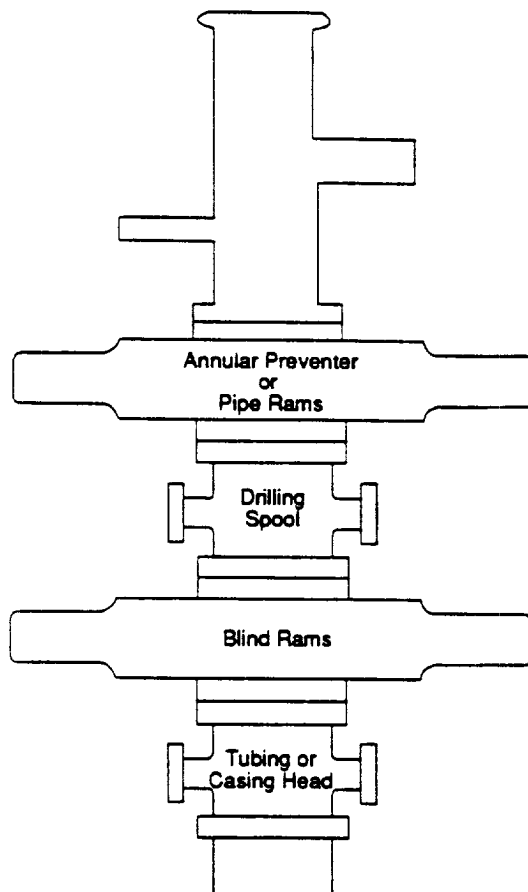 Annular Preventer
or
Pipe Rams
Drilling
Spool
Blind Rams
Tubing or
Casing Head